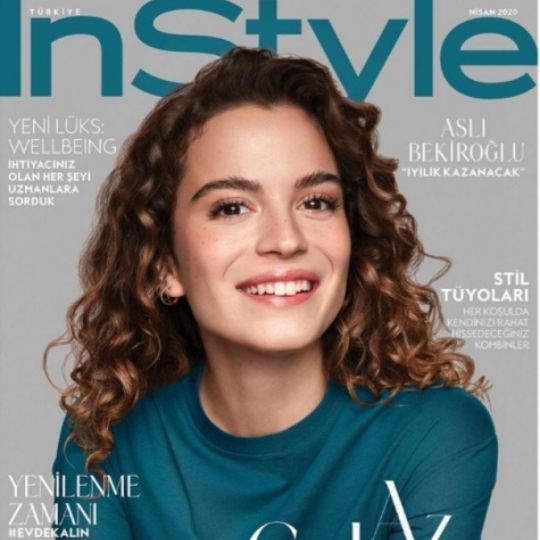 TÜRKİYE
NİSAN 2020
InStyle
YENİ LÜKS:
WELLBEING
İHTİYACINIZ
OLAN HER ŞEYİ
UZMANLARA
SORDUK
ASLI
BEKİROĞLU
"İYİLİK KAZANACAK"
STİL
TÜYOLARI
HER KOŞULDA
KENDİNİZİ RAHAT
HİSSEDECEĞİNİZ
KOMBİNLER
YENİLENME
ZAMANI
#EVDEKALIN